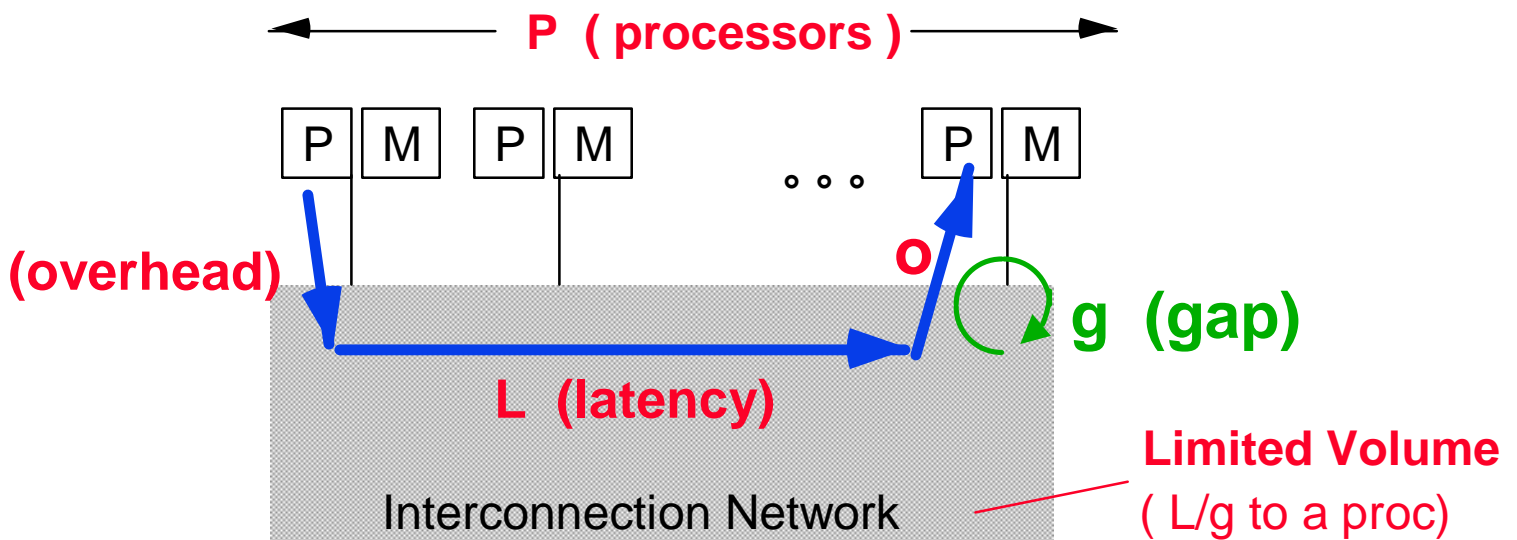 P ( processors )
P M P M P M
(overhead)
o
g (gap)
L (latency)
Limited Volume
Interconnection Network
( L/g to a proc)